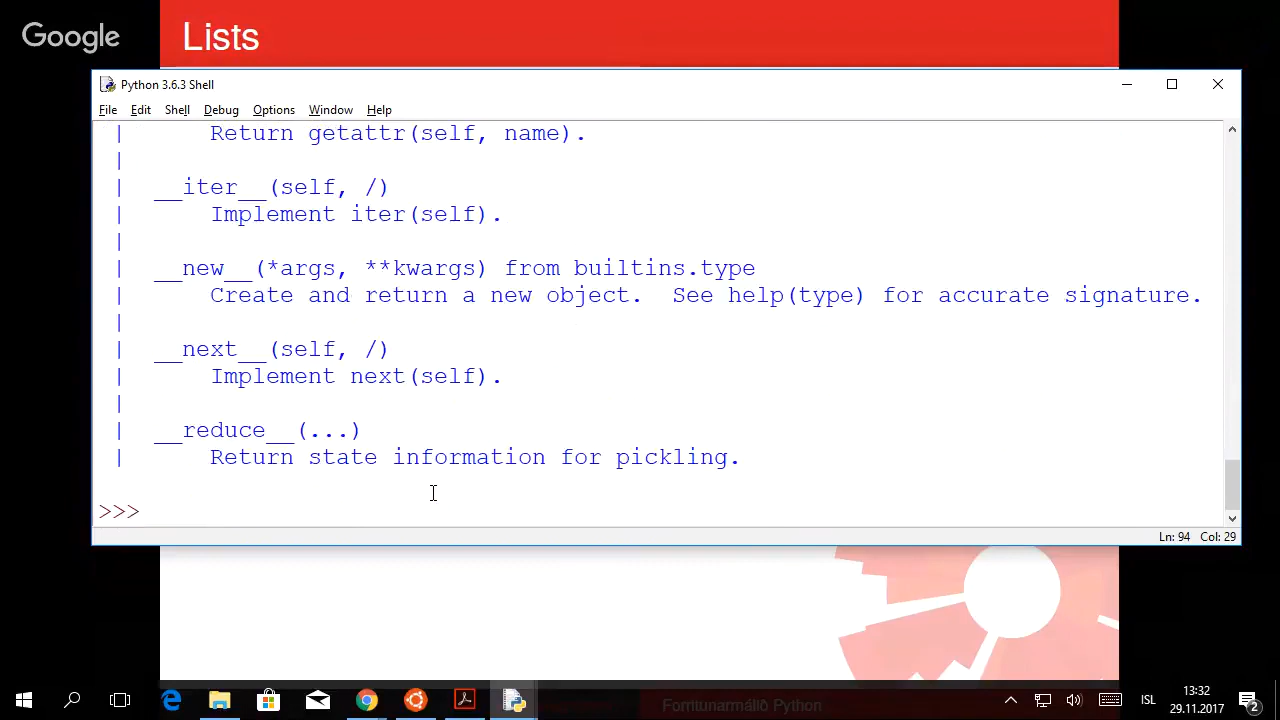 Google
Lists
Python 3.6.3 Shell
File Edit Shell Debug Options Window Help
| Return getattr(self, name).
|
| __iter__(self, /)
| Implement iter(self).
|
| __new__(*args, **kwargs) from builtins.type
| Create and return a new object.  See help(type) for accurate signature.
|
| __next__(self, /)
| Implement next(self).
|
| __reduce__(...)
| Return state information for pickling.
>>>
Ln: 94 Col: 29
Forritunarmálið Python
ISL
13:32
29.11.2017
2